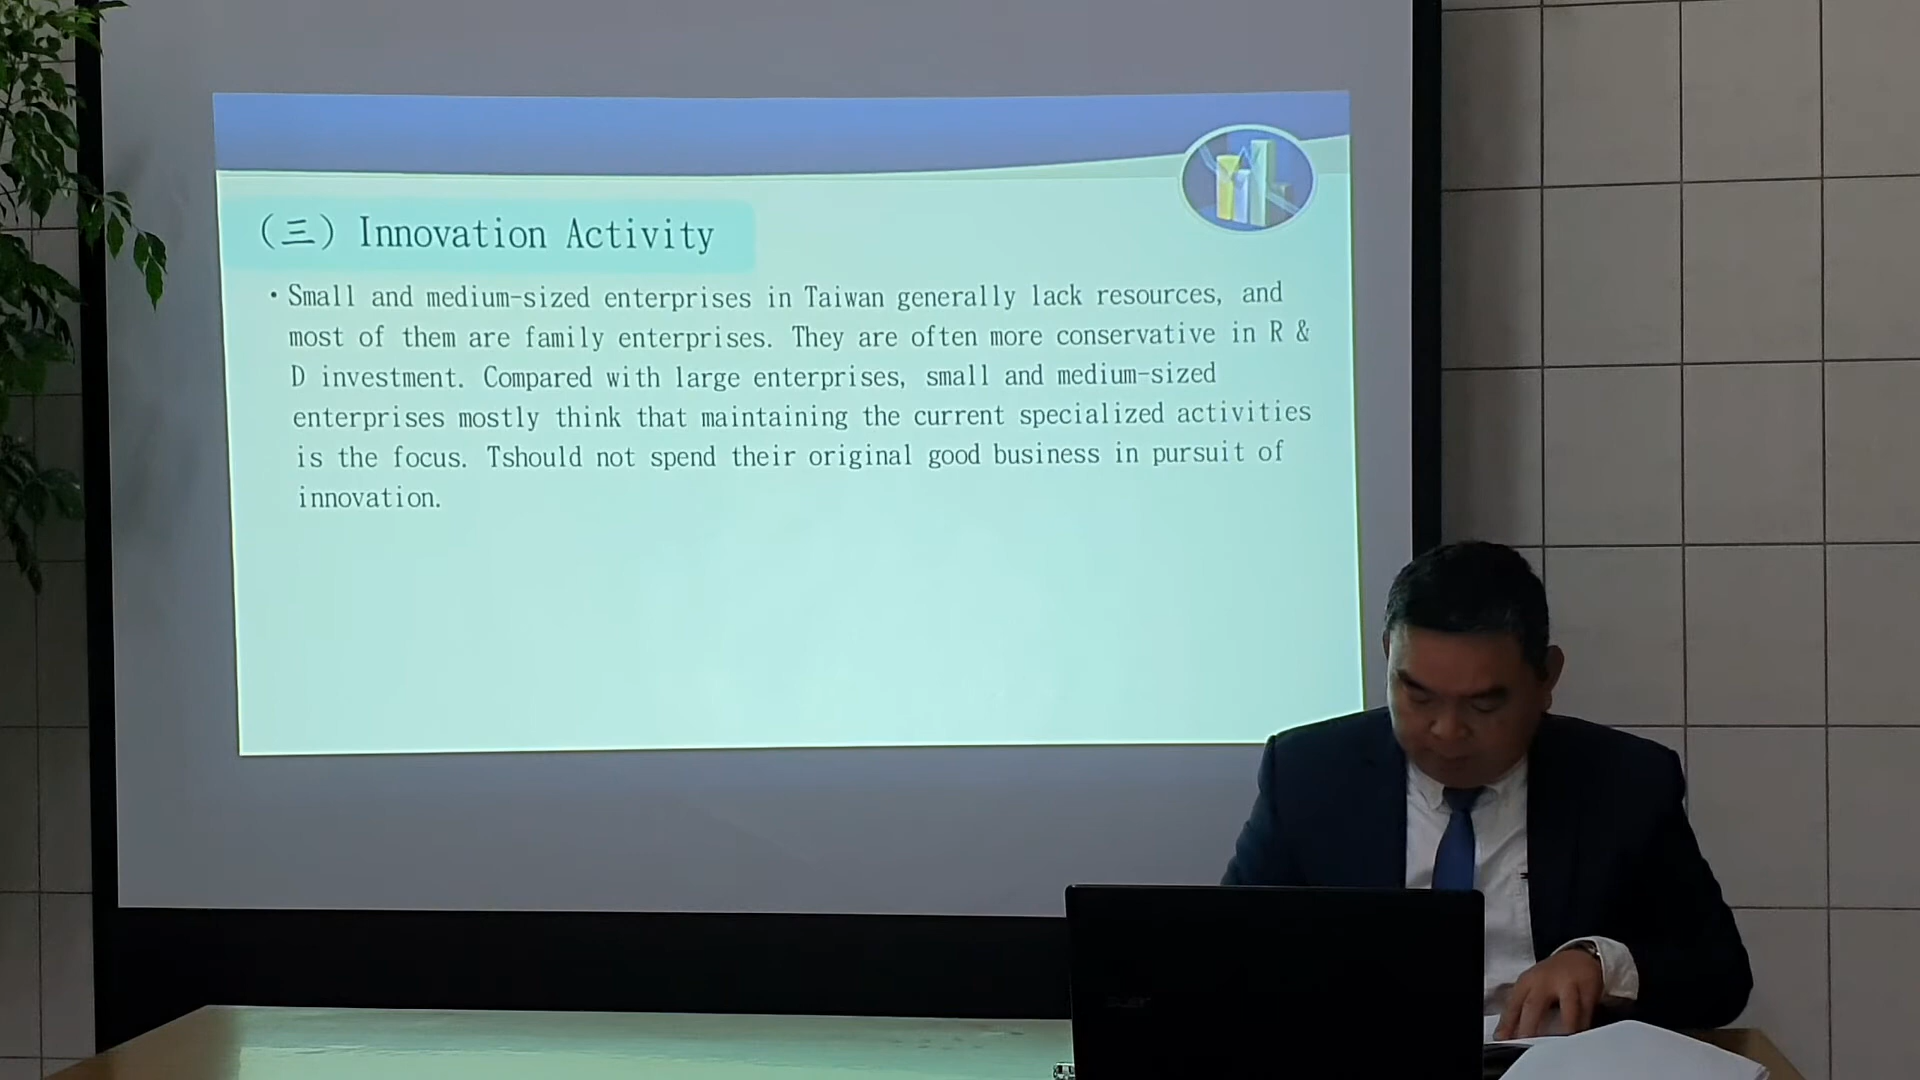 （三）Innovation Activity
•Small and medium-sized enterprises in Taiwan generally lack resources, and
most of them are family enterprises. They are often more conservative in R &
D investment. Compared with large enterprises, small and medium-sized
enterprises mostly think that maintaining the current specialized activities
is the focus. Tshould not spend their original good business in pursuit of
innovation.